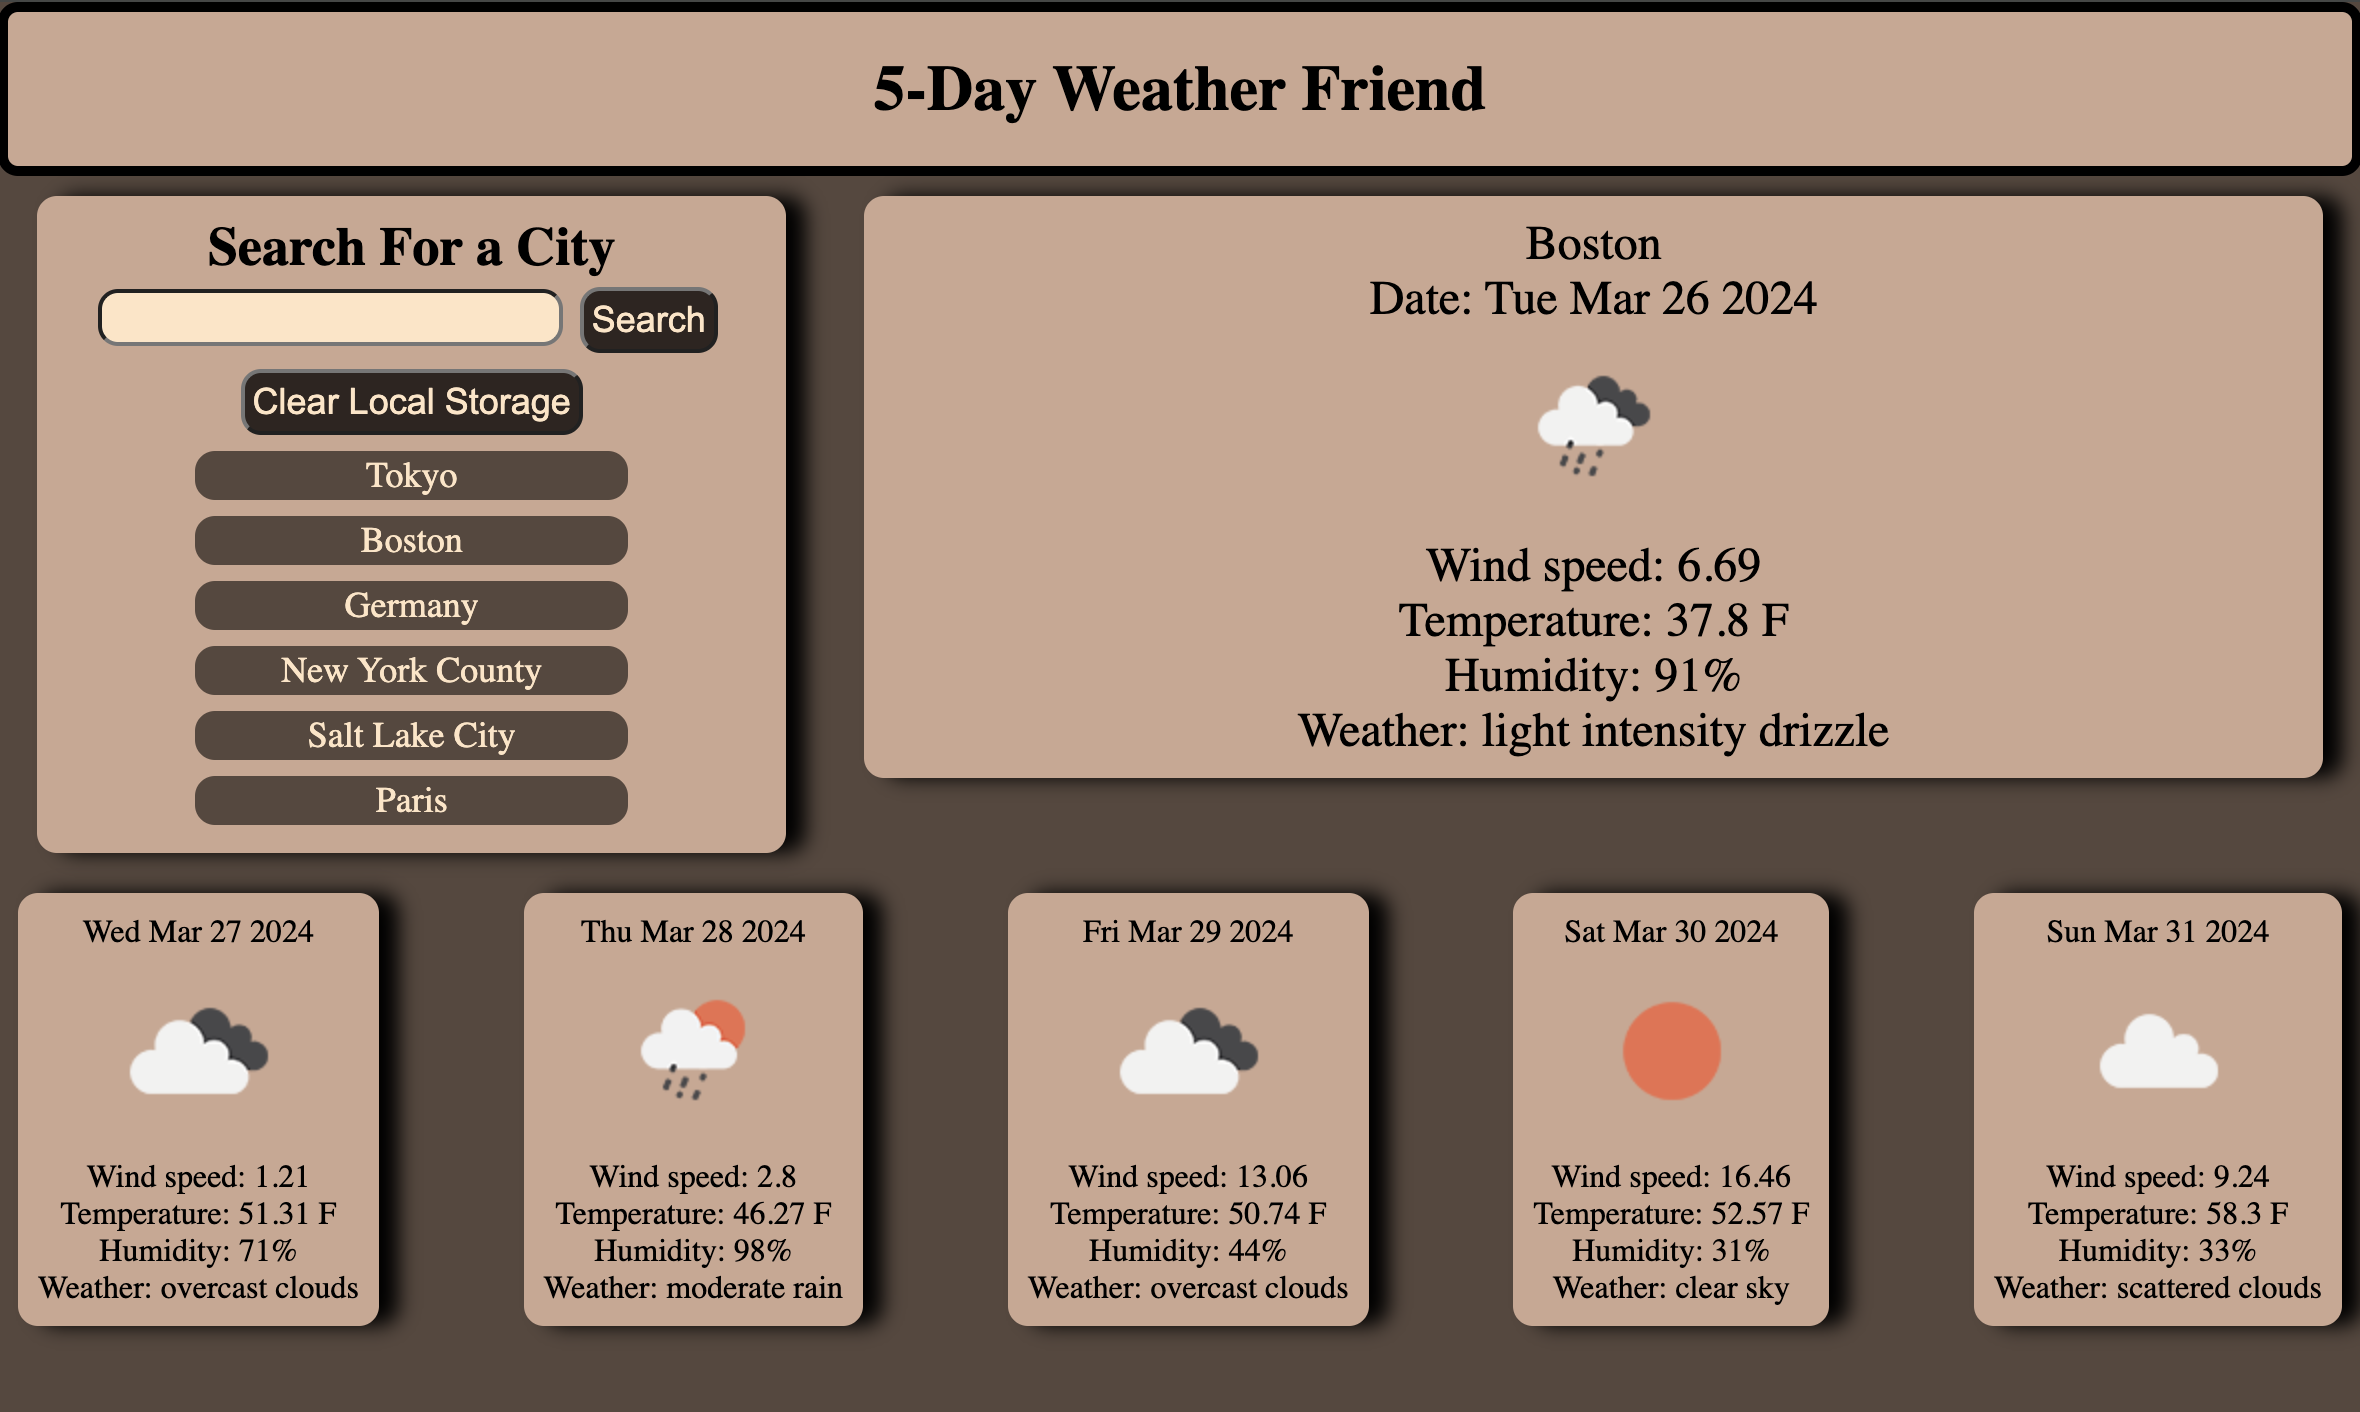 5-Day Weather Friend
Search For a City
Search
Clear Local Storage
Tokyo
Boston
Germany
New York County
Salt Lake City
Paris
Boston
Date: Tue Mar 26 2024
Wind speed: 6.69
Temperature: 37.8 F
Humidity: 91%
Weather: light intensity drizzle
Wed Mar 27 2024
Wind speed: 1.21
Temperature: 51.31 F
Humidity: 71%
Weather: overcast clouds
Thu Mar 28 2024
Wind speed: 2.8
Temperature: 46.27 F
Humidity: 98%
Weather: moderate rain
Fri Mar 29 2024
Wind speed: 13.06
Temperature: 50.74 F
Humidity: 44%
Weather: overcast clouds
Sat Mar 30 2024
Wind speed: 16.46
Temperature: 52.57 F
Humidity: 31%
Weather: clear sky
Sun Mar 31 2024
Wind speed: 9.24
Temperature: 58.3 F
Humidity: 33%
Weather: scattered clouds